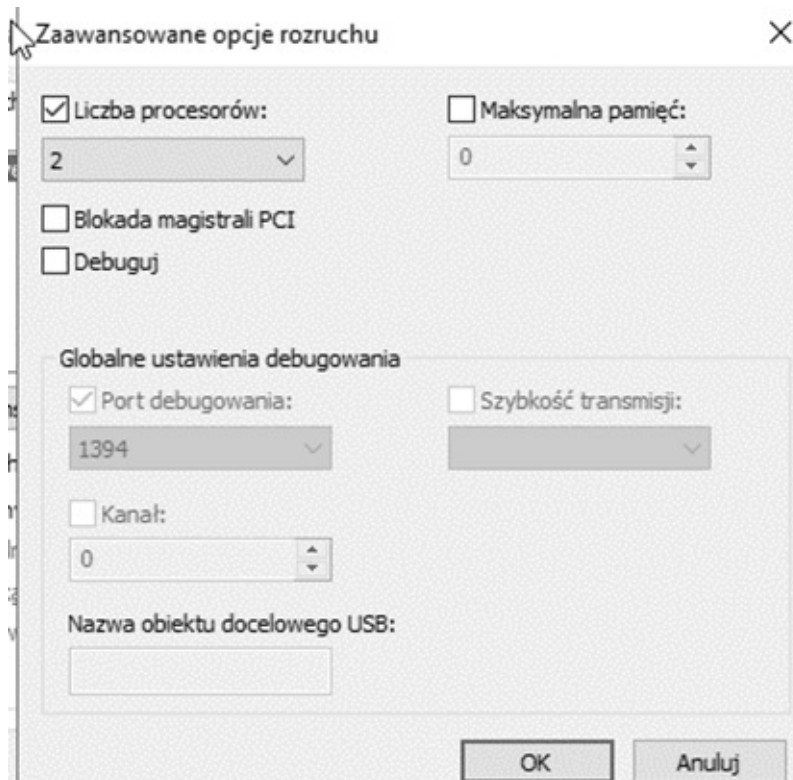 Zaawansowane opcje rozruchu
Liczba procesorów:
Maksymalna pamięć:
2
0
Blokada magistrali PCI
Debuguj
Globalne ustawienia debugowania
Port debugowania:
Szybkość transmisji:
1394
Kanał:
0
Nazwa obiektu docelowego USB:
OK
Anuluj